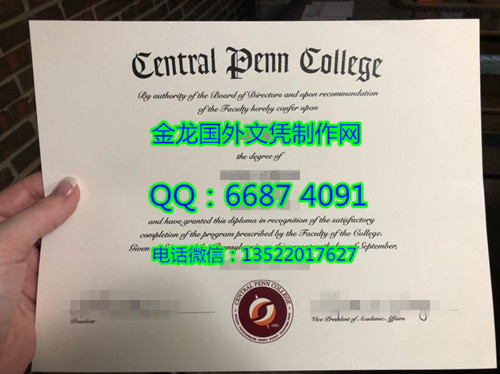 Central Penn College
By authority of the Board of Directors and upon recommendation
of the Faculty hereby confer upon
金龙国外文凭制作网
the degree of
QQ：6687 4091
and have granted this diploma in recognition of the satisfactory
completion of the program prescribed by the Faculty of the College.
Given September,
电话微信：13522017627
CENTRAL PENN COLLEGE
President
Vice President of Academic Affairs